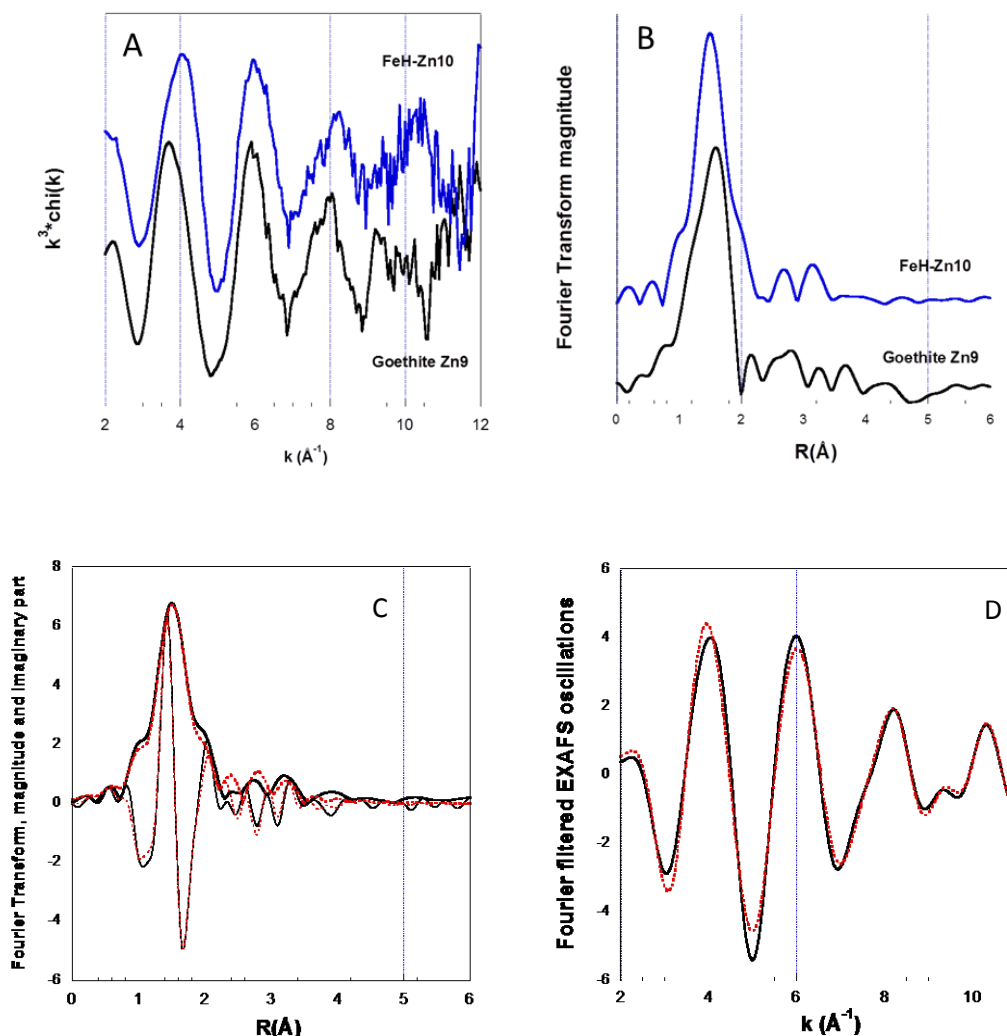 A
FeH-Zn10
k³*chi(k)
Goethite Zn9
2 4 6 8 10 12
k (Å⁻¹)
B
Fourier Transform magnitude
FeH-Zn10
Goethite Zn9
0 1 2 3 4 5 6
R(Å)
8
6
4
2
0
-2
-4
-6
C
Fourier Transform, magnitude and imaginary part
0 1 2 3 4 5 6
R(Å)
6
4
2
0
-2
-4
-6
D
Fourier filtered EXAFS oscillations
2 4 6 8 10
k (Å⁻¹)